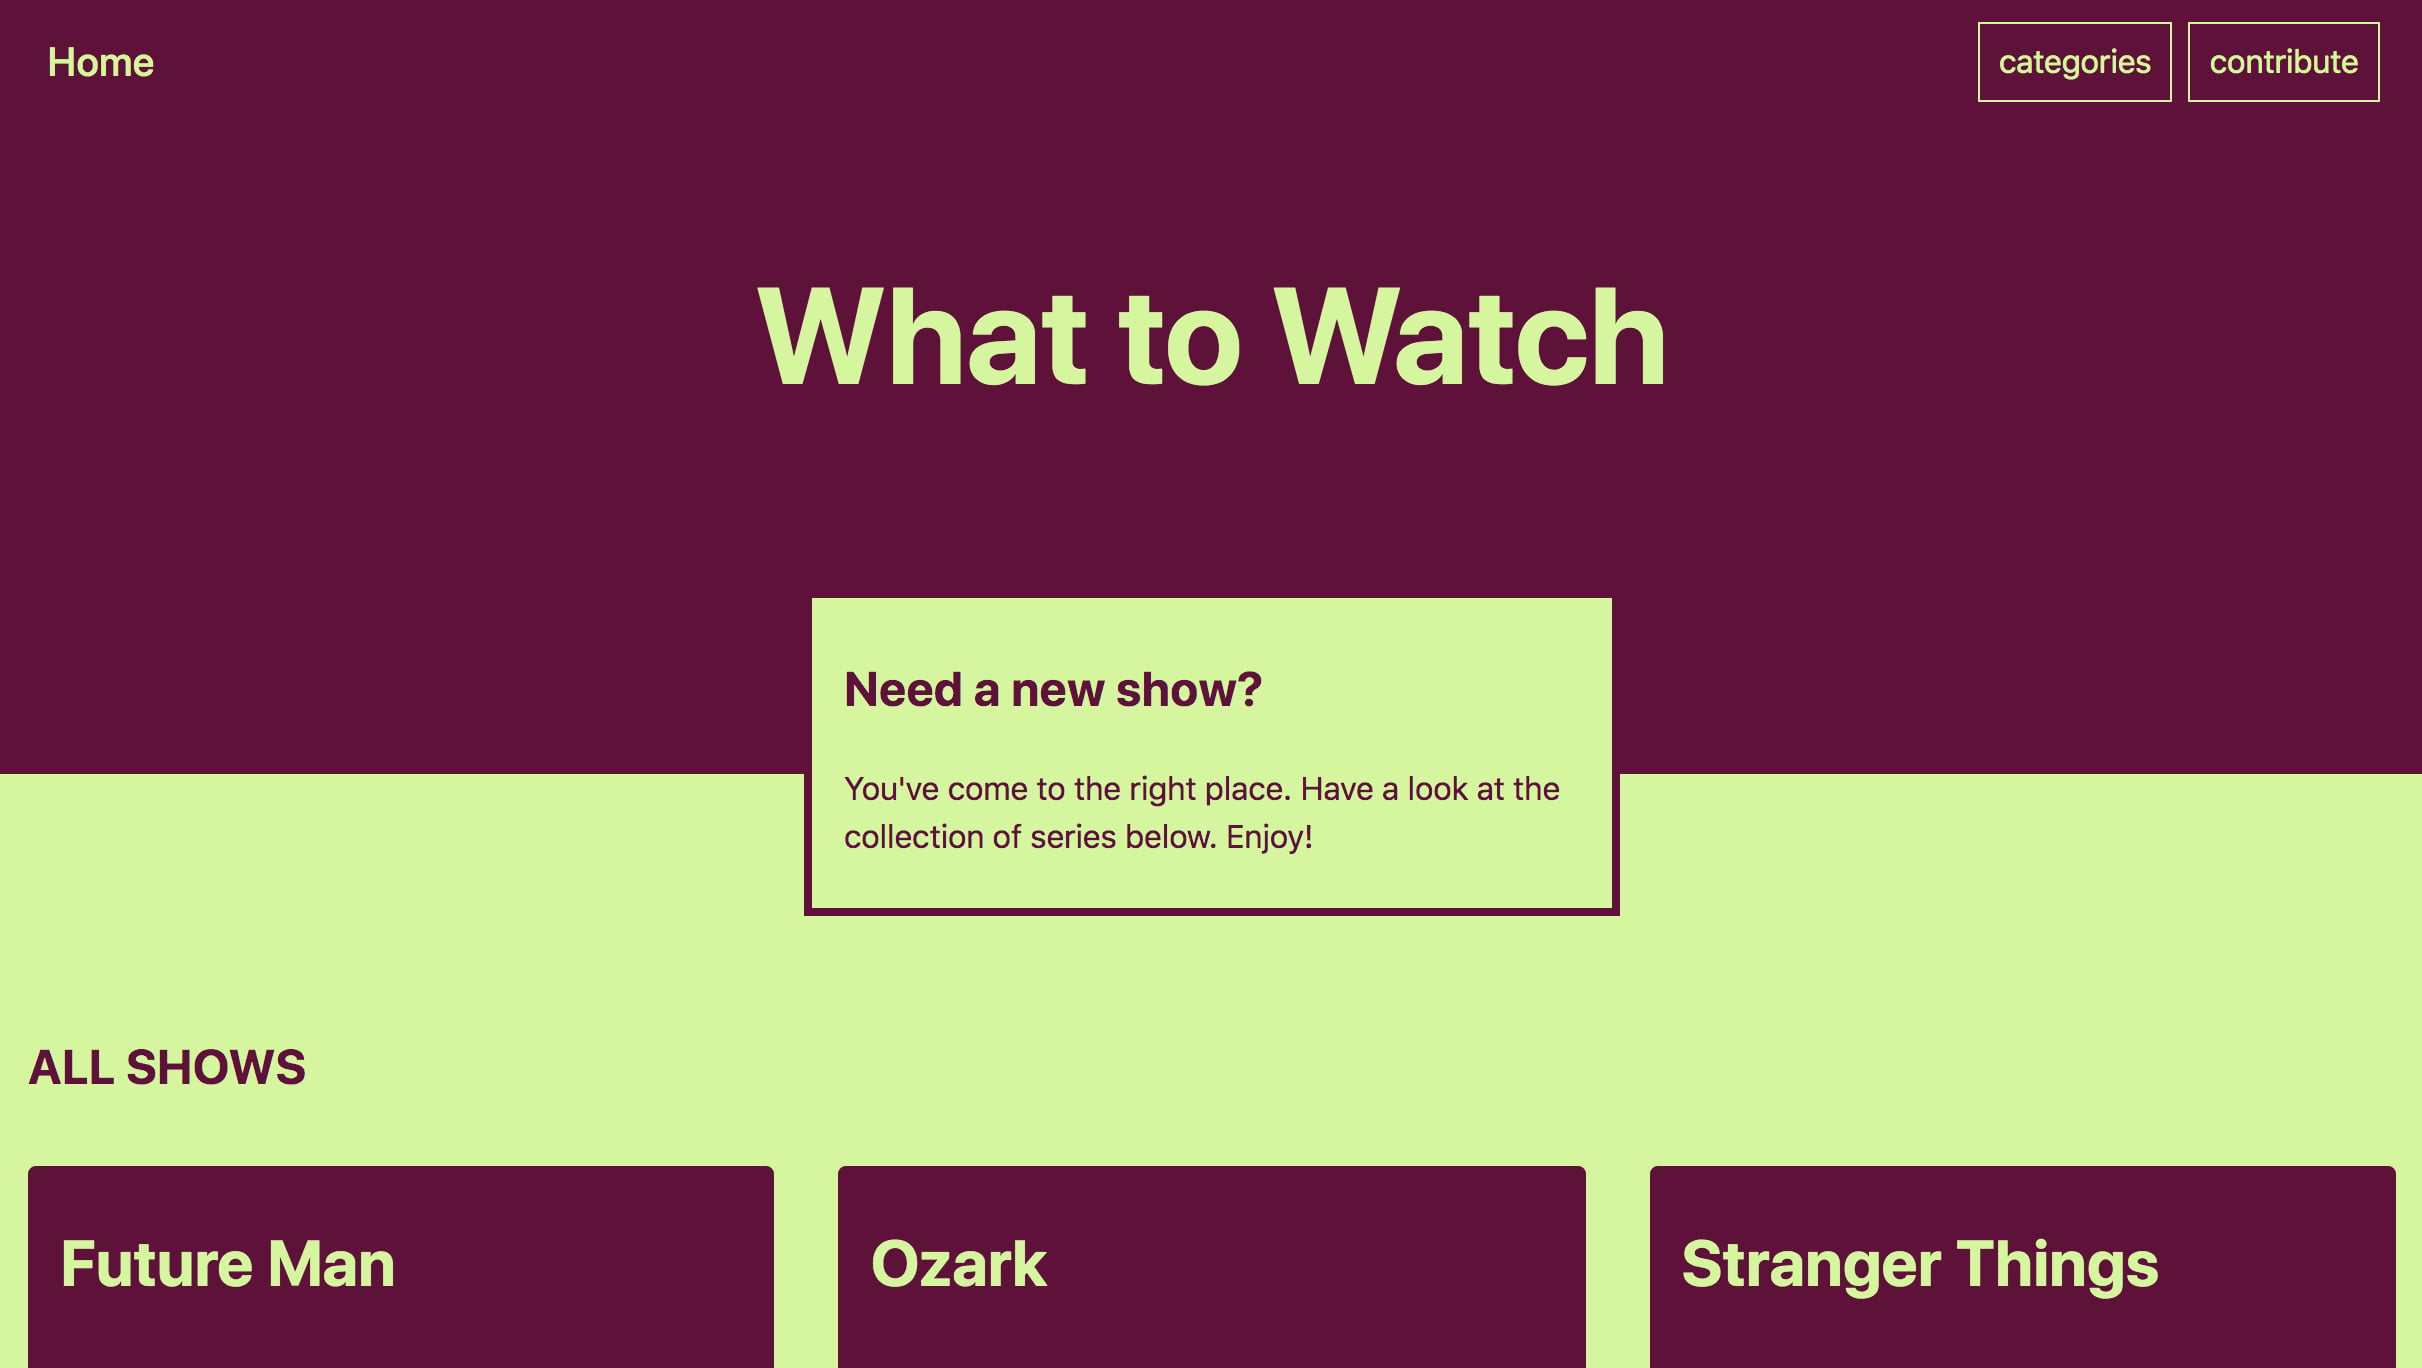 Home
categories
contribute
What to Watch
Need a new show?
You've come to the right place. Have a look at the
collection of series below. Enjoy!
ALL SHOWS
Future Man
Ozark
Stranger Things